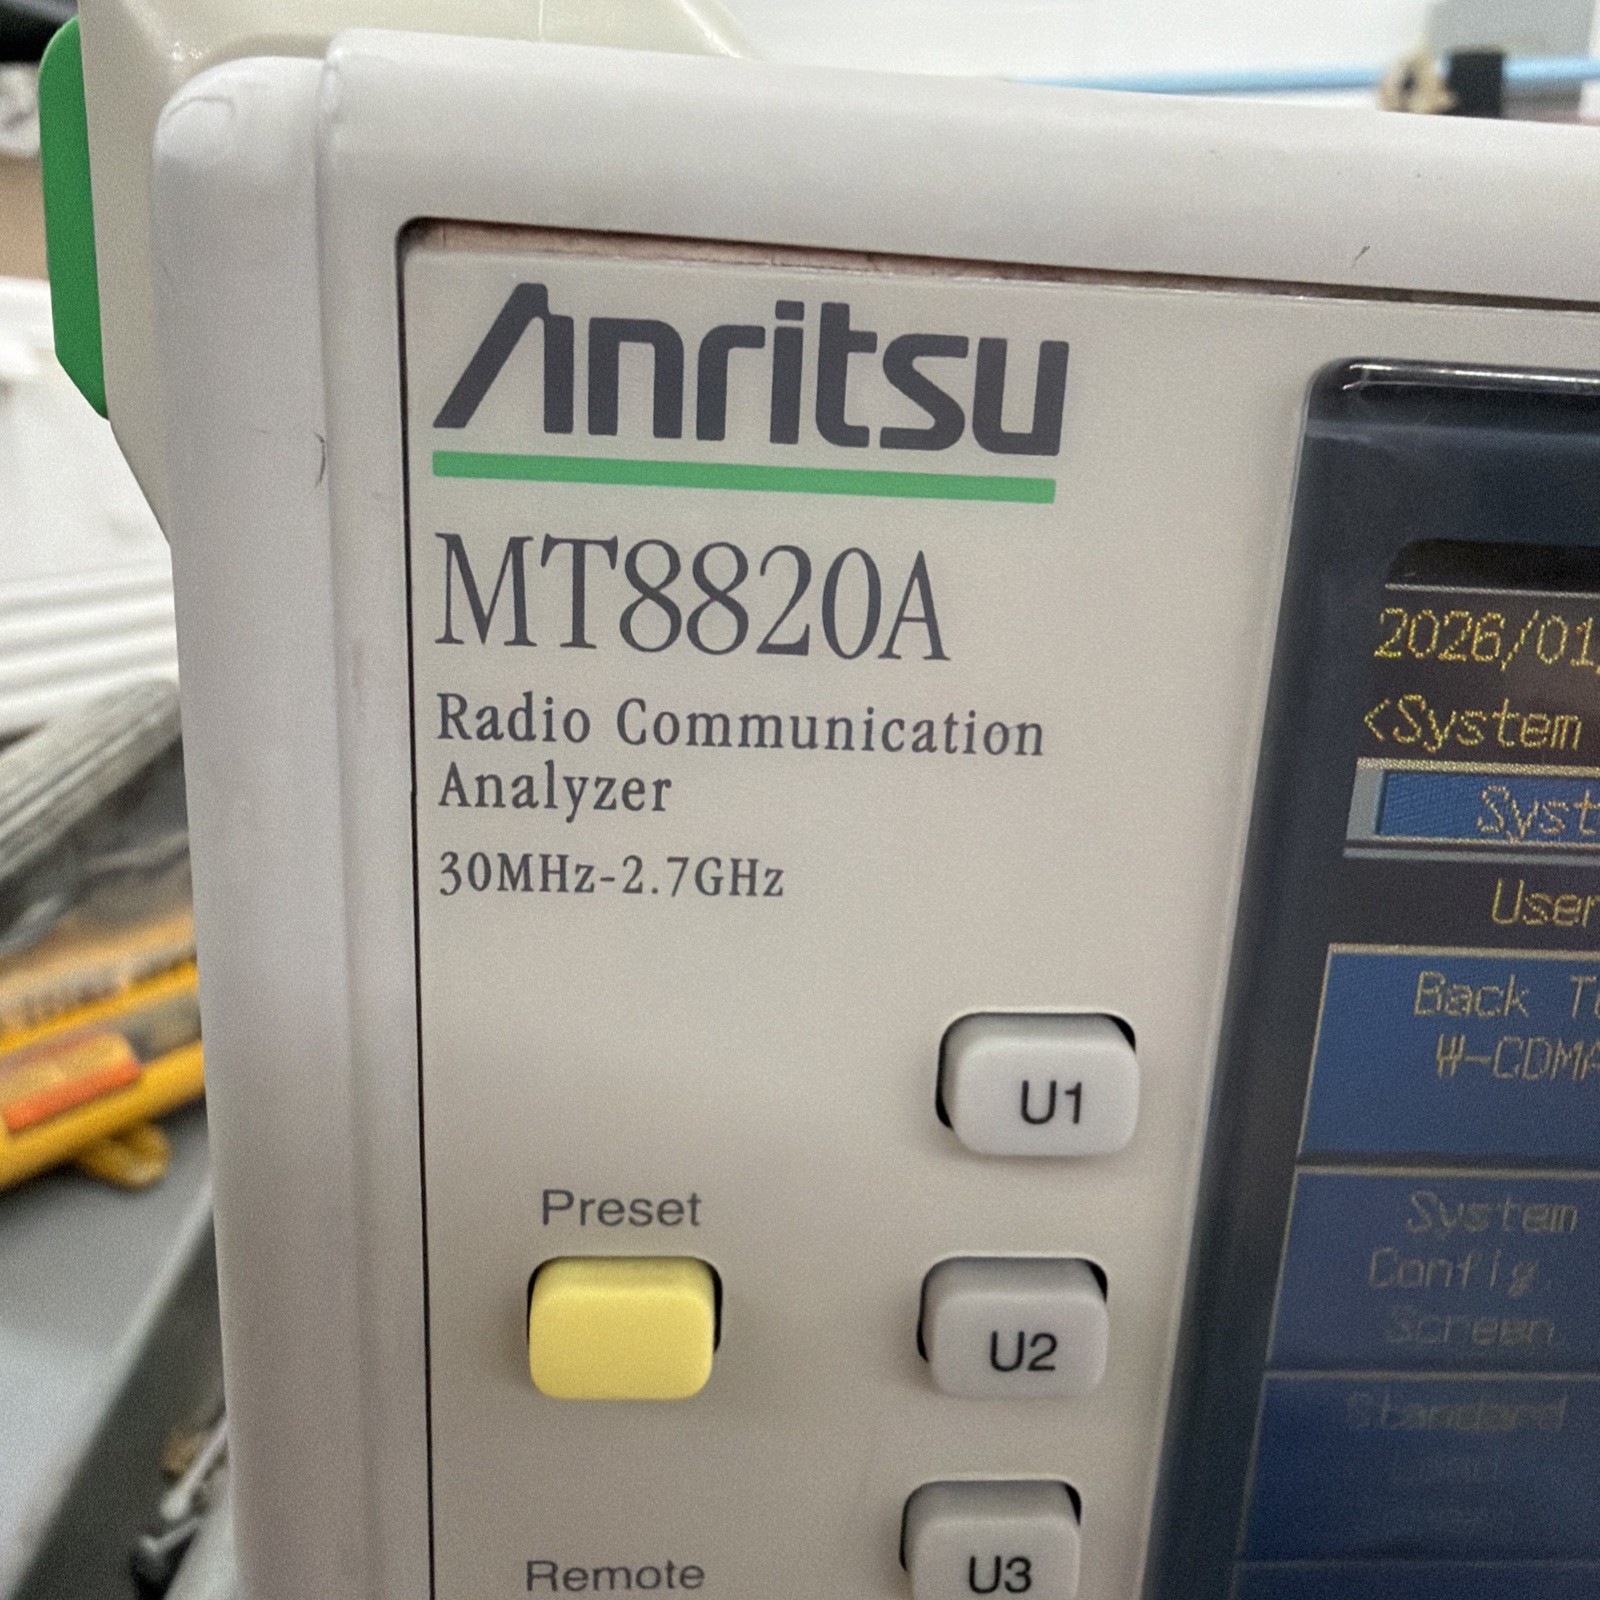 Anritsu
MT8820A
Radio Communication
Analyzer
30MHz-2.7GHz
U1
Preset
U2
Remote
U3
2026/01
<System
Syst
User
Back T
W-CDMA
System
Config.
Screen
Standard